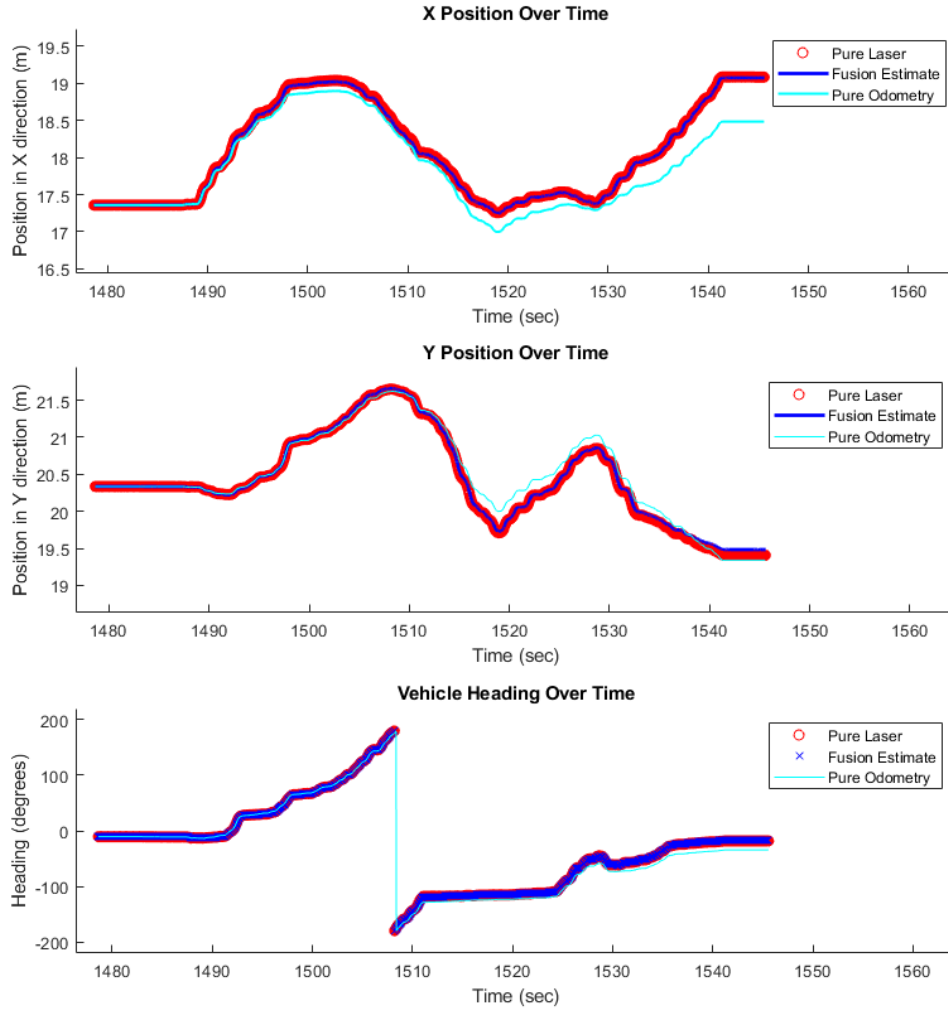 X Position Over Time
Position in X direction (m)
19.5
19
18.5
18
17.5
17
16.5
1480 1490 1500 1510 1520 1530 1540 1550 1560
Time (sec)
Pure Laser
Fusion Estimate
Pure Odometry
Y Position Over Time
Position in Y direction (m)
21.5
21
20.5
20
19.5
19
1480 1490 1500 1510 1520 1530 1540 1550 1560
Time (sec)
Pure Laser
Fusion Estimate
Pure Odometry
Vehicle Heading Over Time
Heading (degrees)
200
100
0
-100
-200
1480 1490 1500 1510 1520 1530 1540 1550 1560
Time (sec)
Pure Laser
Fusion Estimate
Pure Odometry